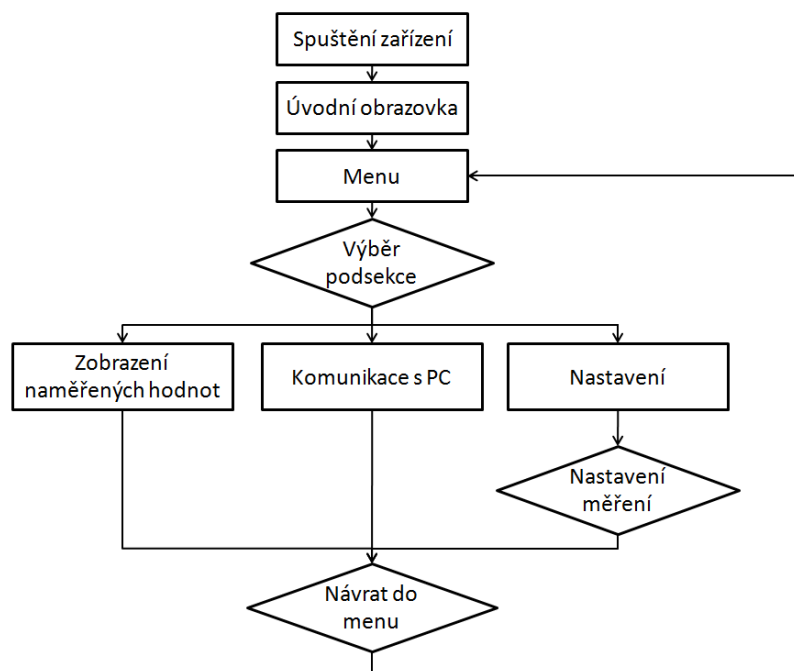 Spuštění zařízení
Úvodní obrazovka
Menu
Výběr
podsekce
Zobrazení
naměřených hodnot
Komunikace s PC
Nastavení
Nastavení
měření
Návrat do
menu